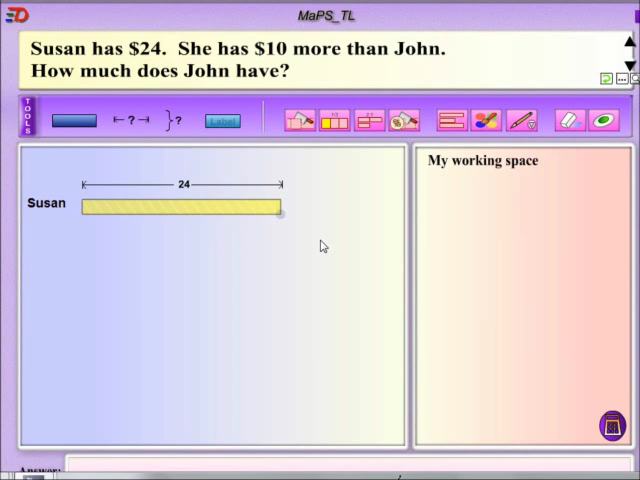 MaPS_TL
Susan has $24. She has $10 more than John.
How much does John have?
TOOLS
?
?
Label
24
Susan
My working space
Answer: